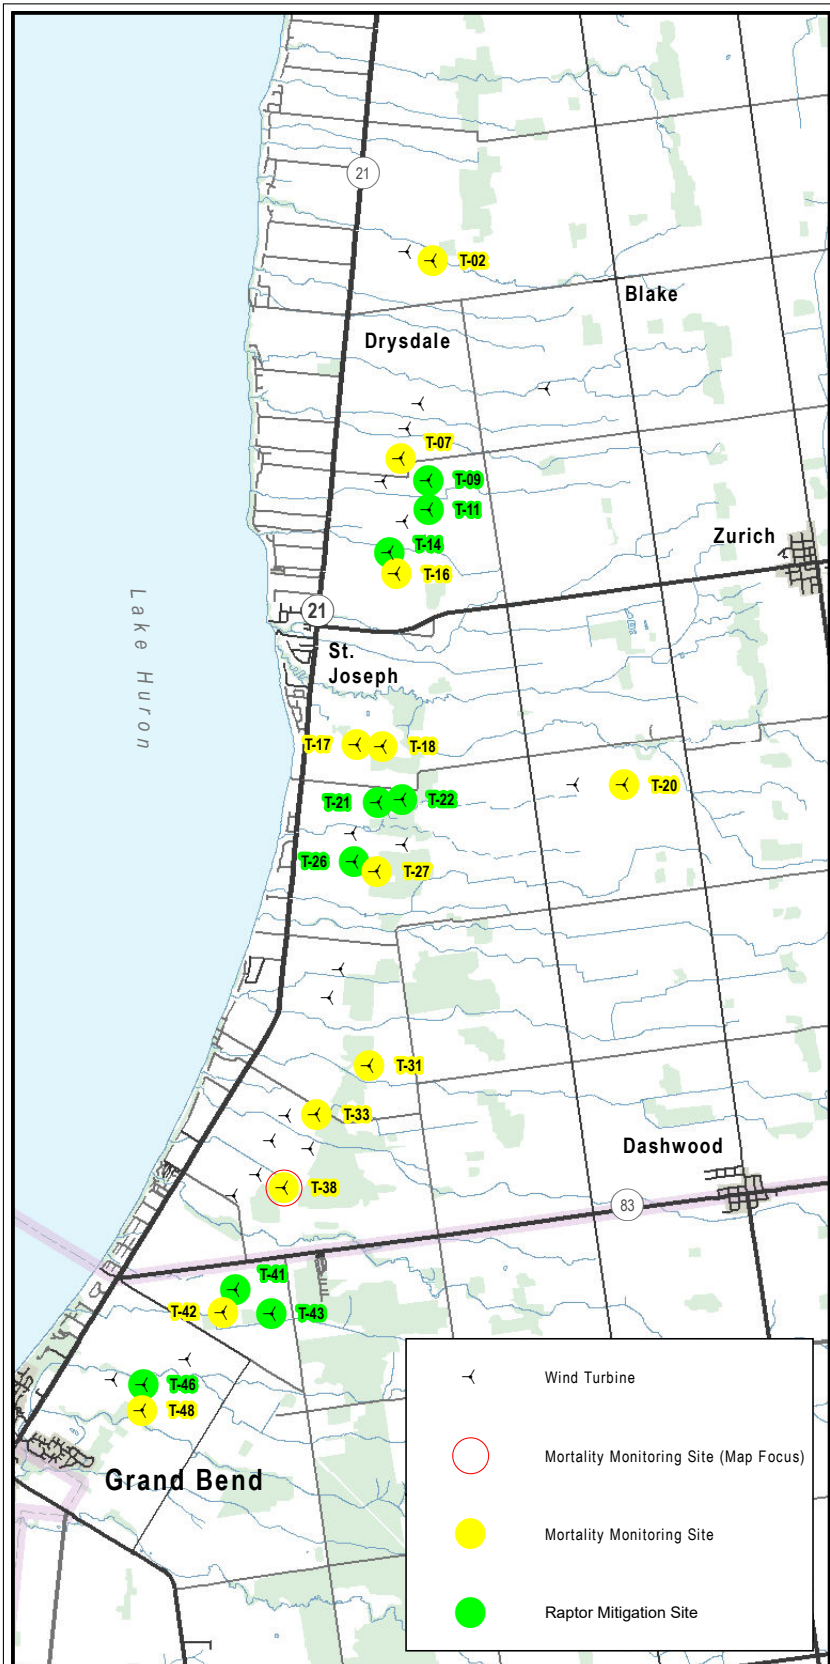 21
T-02
Blake
Drysdale
T-07
T-09
T-11
Zurich
T-14
T-16
Lake Huron
21
St.
Joseph
T-17
T-18
T-20
T-21
T-22
T-26
T-27
T-31
T-33
Dashwood
T-38
83
T-41
T-42
T-43
T-46
T-48
Grand Bend
Wind Turbine
Mortality Monitoring Site (Map Focus)
Mortality Monitoring Site
Raptor Mitigation Site